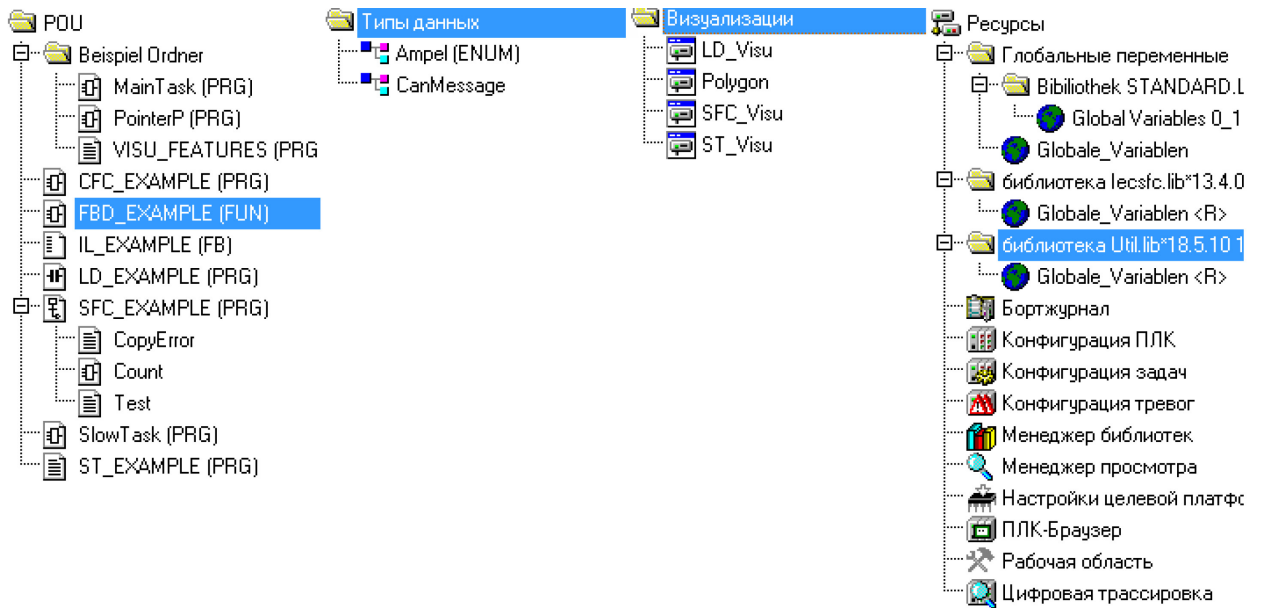 POU
Beispiel Ordner
MainTask (PRG)
PointerP (PRG)
VISU_FEATURES (PRG
CFC_EXAMPLE (PRG)
FBD_EXAMPLE (FUN)
IL_EXAMPLE (FB)
LD_EXAMPLE (PRG)
SFC_EXAMPLE (PRG)
CopyError
Count
Test
SlowTask (PRG)
ST_EXAMPLE (PRG)
Типы данных
Ampel (ENUM)
CanMessage
Визуализации
LD_Visu
Polygon
SFC_Visu
ST_Visu
Ресурсы
Глобальные переменные
Bibiliothek STANDARD.L
Global Variables 0_1
Globale_Variablen
библиотека Iecsfc.lib*13.4.0
Globale_Variablen <R>
библиотека Util.lib*18.5.10 1
Globale_Variablen <R>
Бортжурнал
Конфигурация ПЛК
Конфигурация задач
Конфигурация тревог
Менеджер библиотек
Менеджер просмотра
Настройки целевой платфо
ПЛК-Браузер
Рабочая область
Цифровая трассировка